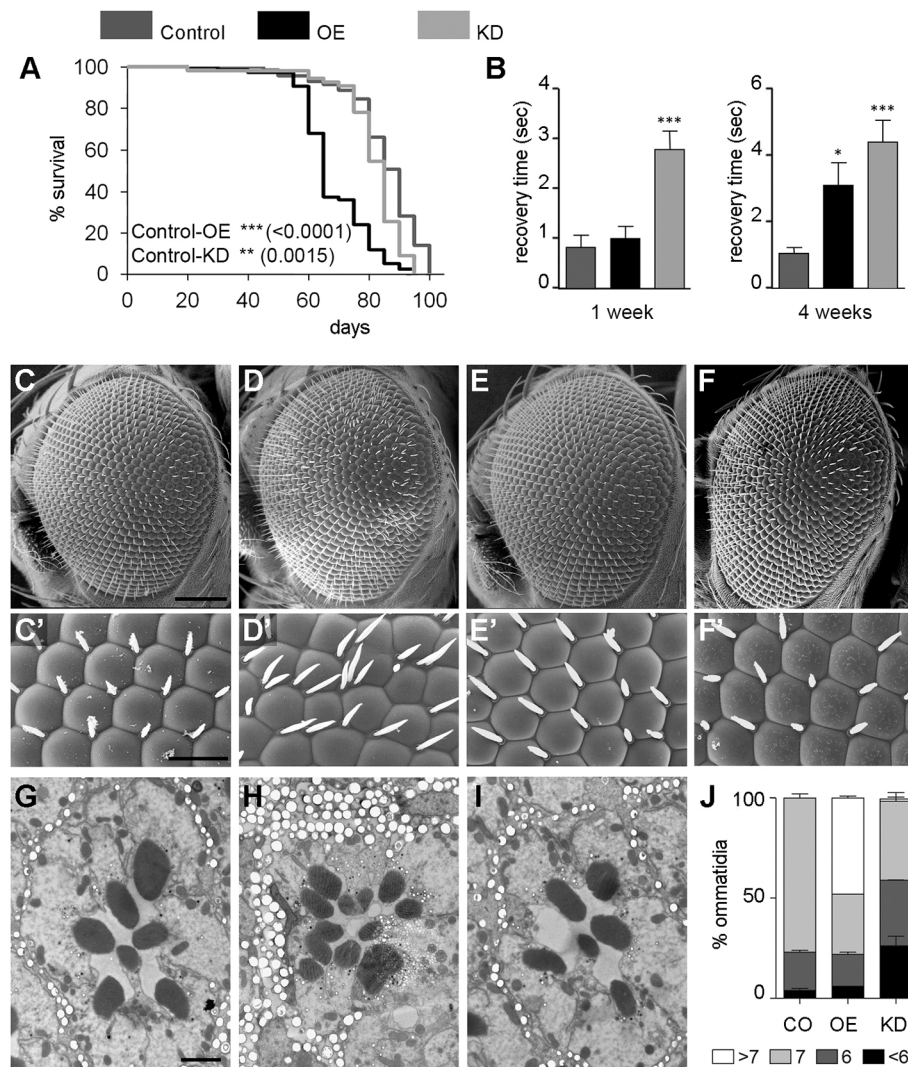 Control OE KD
A
100
80
60
40
20
0
% survival
Control-OE *** (<0.0001)
Control-KD ** (0.0015)
0 20 40 60 80 100
days
B
4
3
2
1
0
recovery time (sec)
***
1 week
6
4
2
0
recovery time (sec)
*
***
4 weeks
C D E F
C' D' E' F'
G H I J
100
50
0
% ommatidia
CO OE KD
>7 7 6 <6